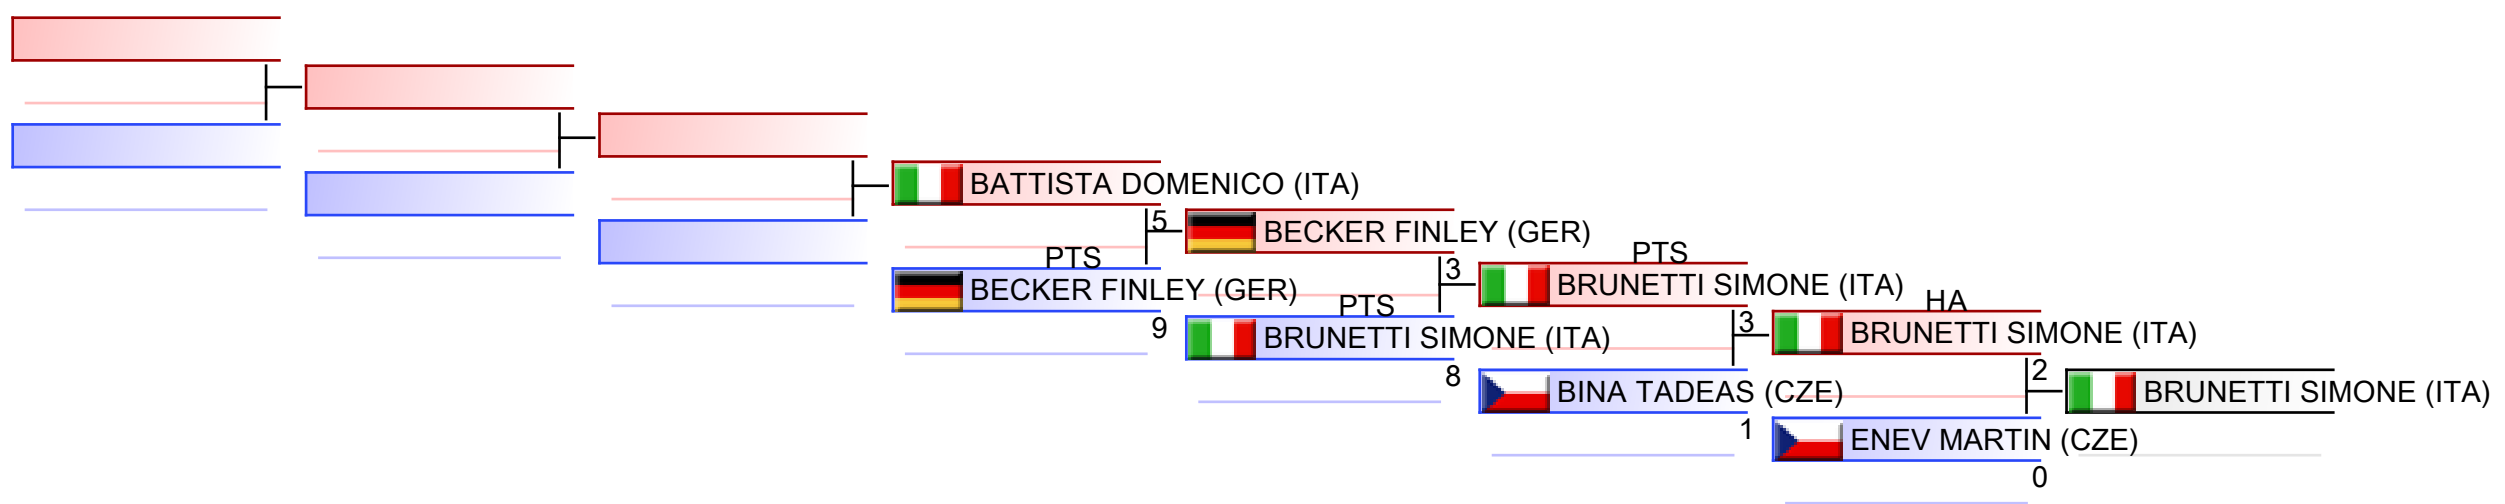 BATTISTA DOMENICO (ITA)
5
PTS
BECKER FINLEY (GER)
9
BECKER FINLEY (GER)
3
PTS
BRUNETTI SIMONE (ITA)
8
PTS
BRUNETTI SIMONE (ITA)
3
BINA TADEAS (CZE)
1
HA
BRUNETTI SIMONE (ITA)
2
ENEV MARTIN (CZE)
0
BRUNETTI SIMONE (ITA)